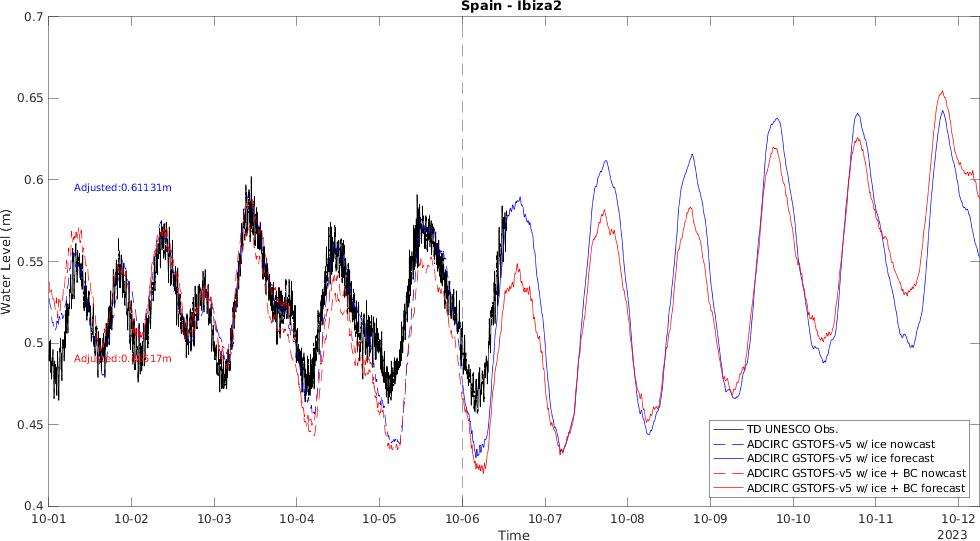 Spain - Ibiza2
0.7
0.65
0.6
0.55
0.5
0.45
0.4
Water Level (m)
Adjusted:0.61131m
TD UNESCO Obs.
ADCIRC GSTOFS-v5 w/ ice nowcast
ADCIRC GSTOFS-v5 w/ ice forecast
ADCIRC GSTOFS-v5 w/ ice + BC nowcast
ADCIRC GSTOFS-v5 w/ ice + BC forecast
10-01 10-02 10-03 10-04 10-05 10-06 10-07 10-08 10-09 10-10 10-11 10-12
Time
2023